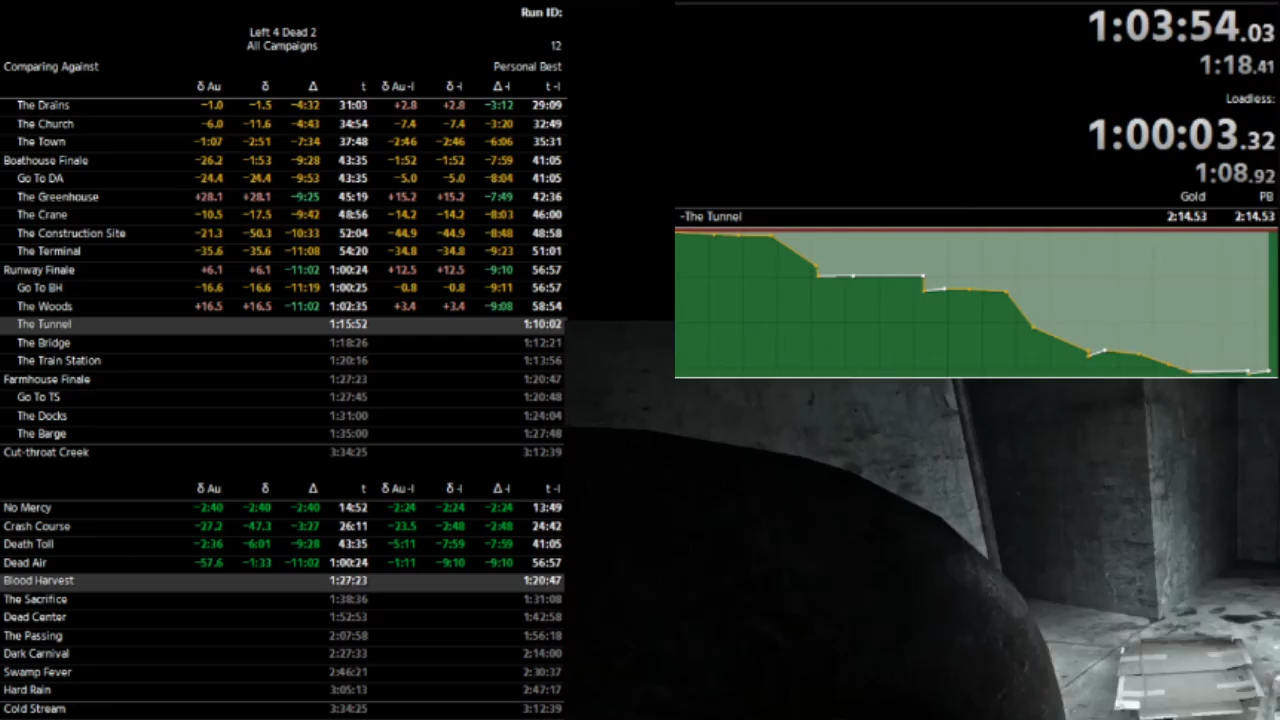 Run ID:
Left 4 Dead 2
All Campaigns
12
Comparing Against Personal Best
δ Au δ Δ t δ Au -l δ -l Δ -l t -l
The Drains −1.0 −1.5 −4:32 31:03 +2.8 +2.8 −3:12 29:09
The Church −6.0 −11.6 −4:43 34:54 −7.4 −7.4 −3:20 32:49
The Town −1:07 −2:51 −7:34 37:48 −2:46 −2:46 −6:06 35:31
Boathouse Finale −26.2 −1:53 −9:28 43:35 −1:52 −1:52 −7:59 41:05
Go To DA −24.4 −24.4 −9:53 43:35 −5.0 −5.0 −8:04 41:05
The Greenhouse +28.1 +28.1 −9:25 45:19 +15.2 +15.2 −7:49 42:36
The Crane −10.5 −17.5 −9:42 48:56 −14.2 −14.2 −8:03 46:00
The Construction Site −21.3 −50.3 −10:33 52:04 −44.9 −44.9 −8:48 48:58
The Terminal −35.6 −35.6 −11:08 54:20 −34.8 −34.8 −9:23 51:01
Runway Finale +6.1 +6.1 −11:02 1:00:24 +12.5 +12.5 −9:10 56:57
Go To BH −16.6 −16.6 −11:19 1:00:25 −0.8 −0.8 −9:11 56:57
The Woods +16.5 +16.5 −11:02 1:02:35 +3.4 +3.4 −9:08 58:54
The Tunnel 1:15:52 1:10:02
The Bridge 1:18:26 1:12:21
The Train Station 1:20:16 1:13:56
Farmhouse Finale 1:27:23 1:20:47
Go To TS 1:27:45 1:20:48
The Docks 1:31:00 1:24:04
The Barge 1:35:00 1:27:48
Cut-throat Creek 3:34:25 3:12:39
δ Au δ Δ t δ Au -l δ -l Δ -l t -l
No Mercy −2:40 −2:40 −2:40 14:52 −2:24 −2:24 −2:24 13:49
Crash Course −27.2 −47.3 −3:27 26:11 −23.5 −2:48 −2:48 24:42
Death Toll −2:36 −6:01 −9:28 43:35 −5:11 −7:59 −7:59 41:05
Dead Air −57.6 −1:33 −11:02 1:00:24 −1:11 −9:10 −9:10 56:57
Blood Harvest 1:27:23 1:20:47
The Sacrifice 1:38:36 1:31:08
Dead Center 1:52:53 1:42:58
The Passing 2:07:58 1:56:18
Dark Carnival 2:27:33 2:14:00
Swamp Fever 2:46:21 2:30:37
Hard Rain 3:05:13 2:47:17
Cold Stream 3:34:25 3:12:39
1:03:54.03
1:18.41
Loadless:
1:00:03.32
1:08.92
Gold PB
-The Tunnel 2:14.53 2:14.53